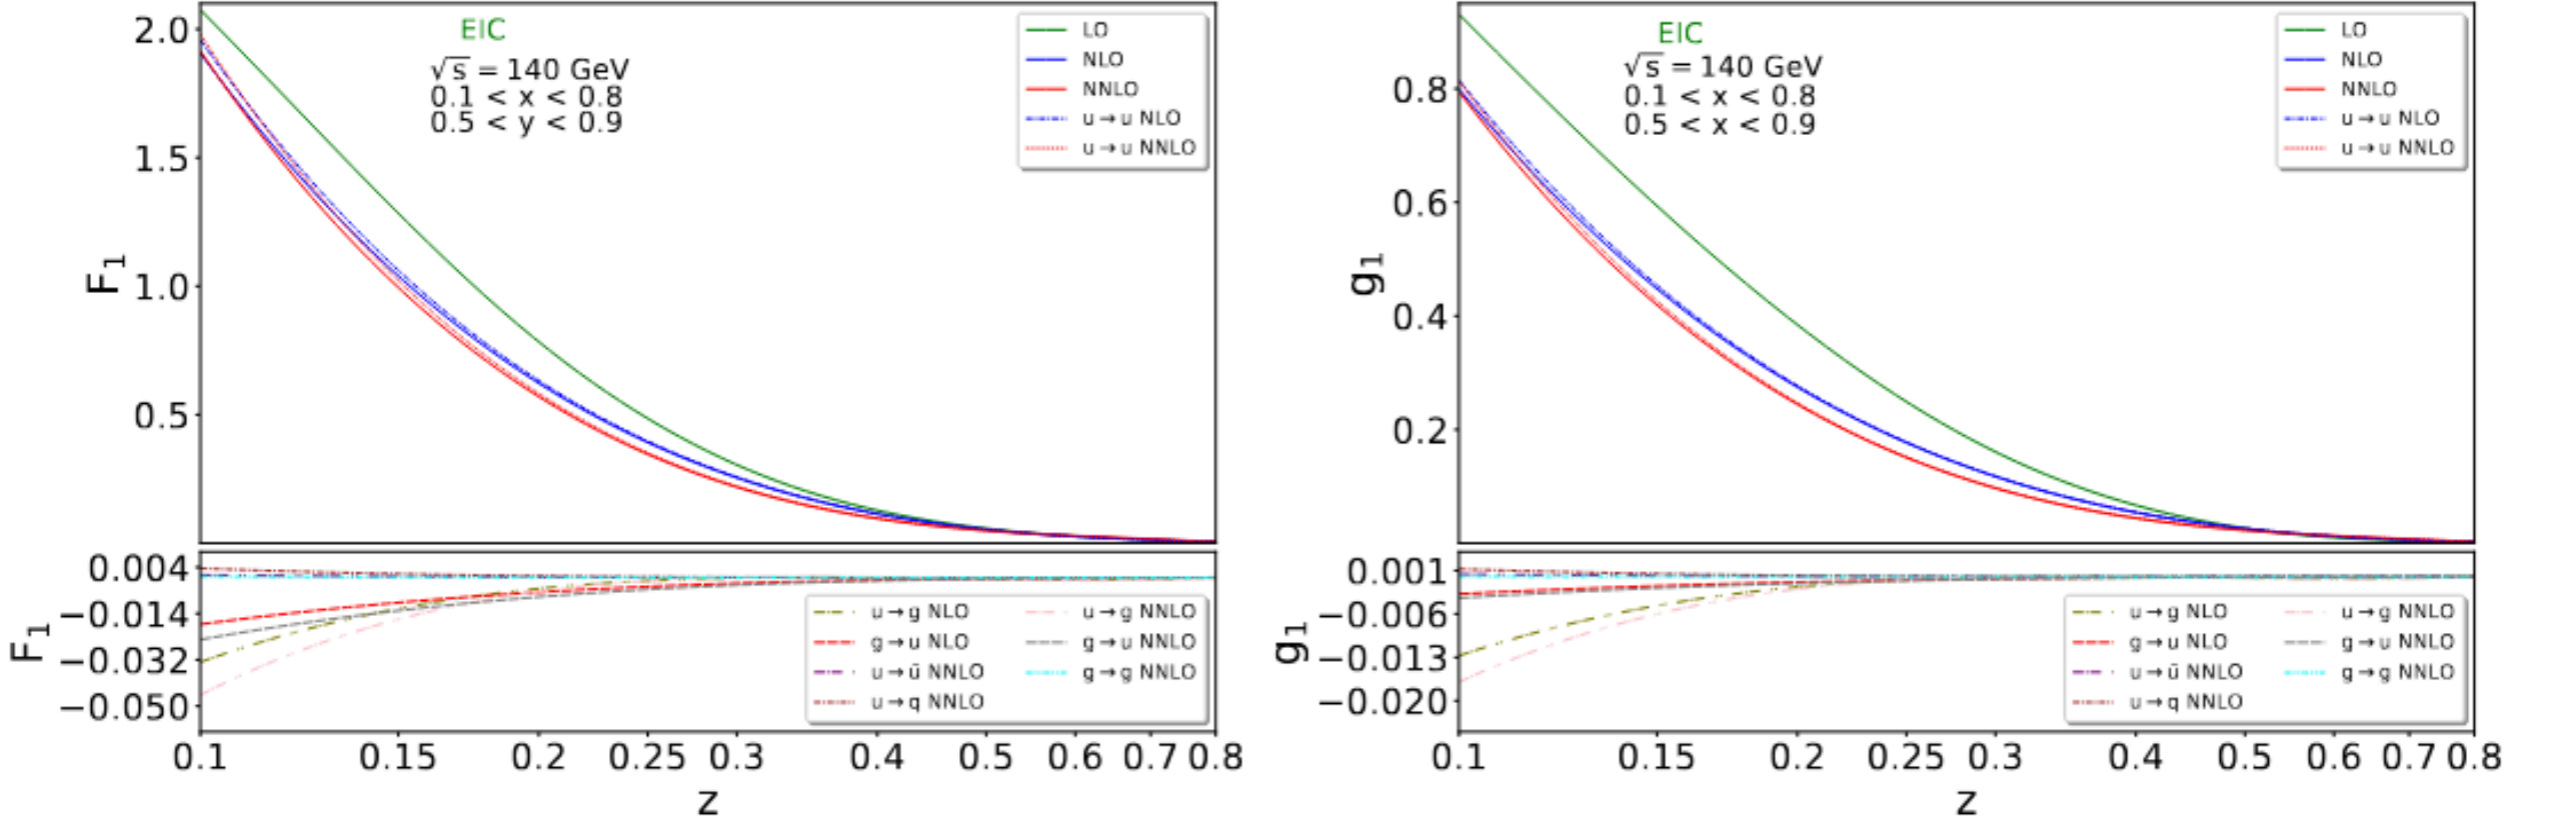 EIC
√s = 140 GeV
0.1 < x < 0.8
0.5 < y < 0.9
LO
NLO
NNLO
u→u NLO
u→u NNLO
2.0
1.5
1.0
0.5
F1
0.004
−0.014
−0.032
−0.050
F1
u→g NLO
g→u NLO
u→ū NNLO
u→q NNLO
u→g NNLO
g→u NNLO
g→g NNLO
0.1 0.15 0.2 0.25 0.3 0.4 0.5 0.6 0.7 0.8
z
EIC
√s = 140 GeV
0.1 < x < 0.8
0.5 < x < 0.9
LO
NLO
NNLO
u→u NLO
u→u NNLO
0.8
0.6
0.4
0.2
g1
0.001
−0.006
−0.013
−0.020
g1
u→g NLO
g→u NLO
u→ū NNLO
u→q NNLO
u→g NNLO
g→u NNLO
g→g NNLO
0.1 0.15 0.2 0.25 0.3 0.4 0.5 0.6 0.7 0.8
z